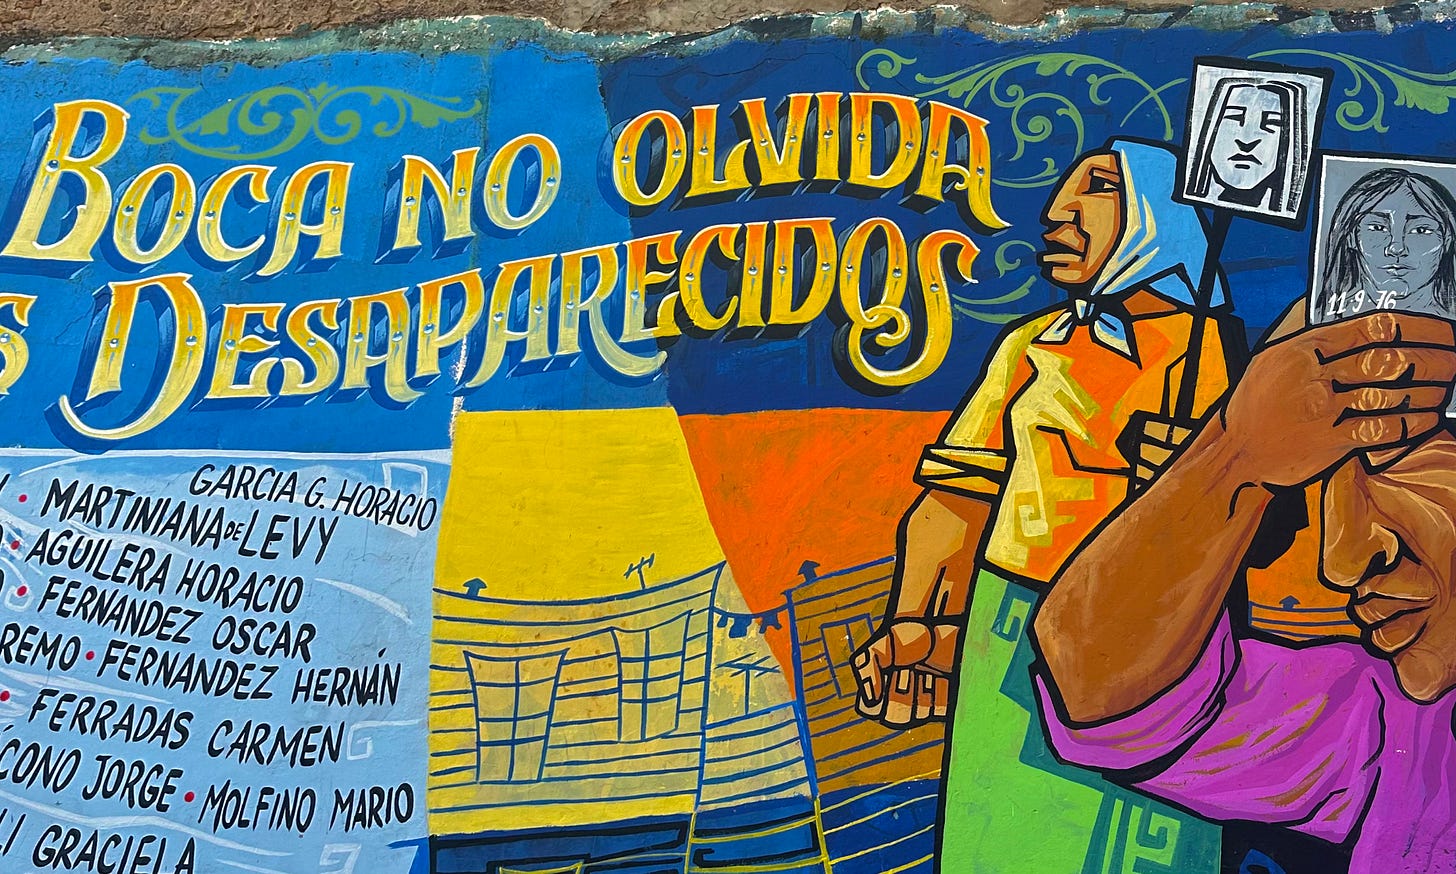 BOCA NO OLVIDA
S DESAPARECIDOS
11 9 76
GARCIA G. HORACIO
• MARTINIANA DE LEVY
• AGUILERA HORACIO
• FERNANDEZ OSCAR
REMO • FERNANDEZ HERNÁN
• FERRADAS CARMEN
CONO JORGE • MOLFINO MARIO
LI GRACIELA